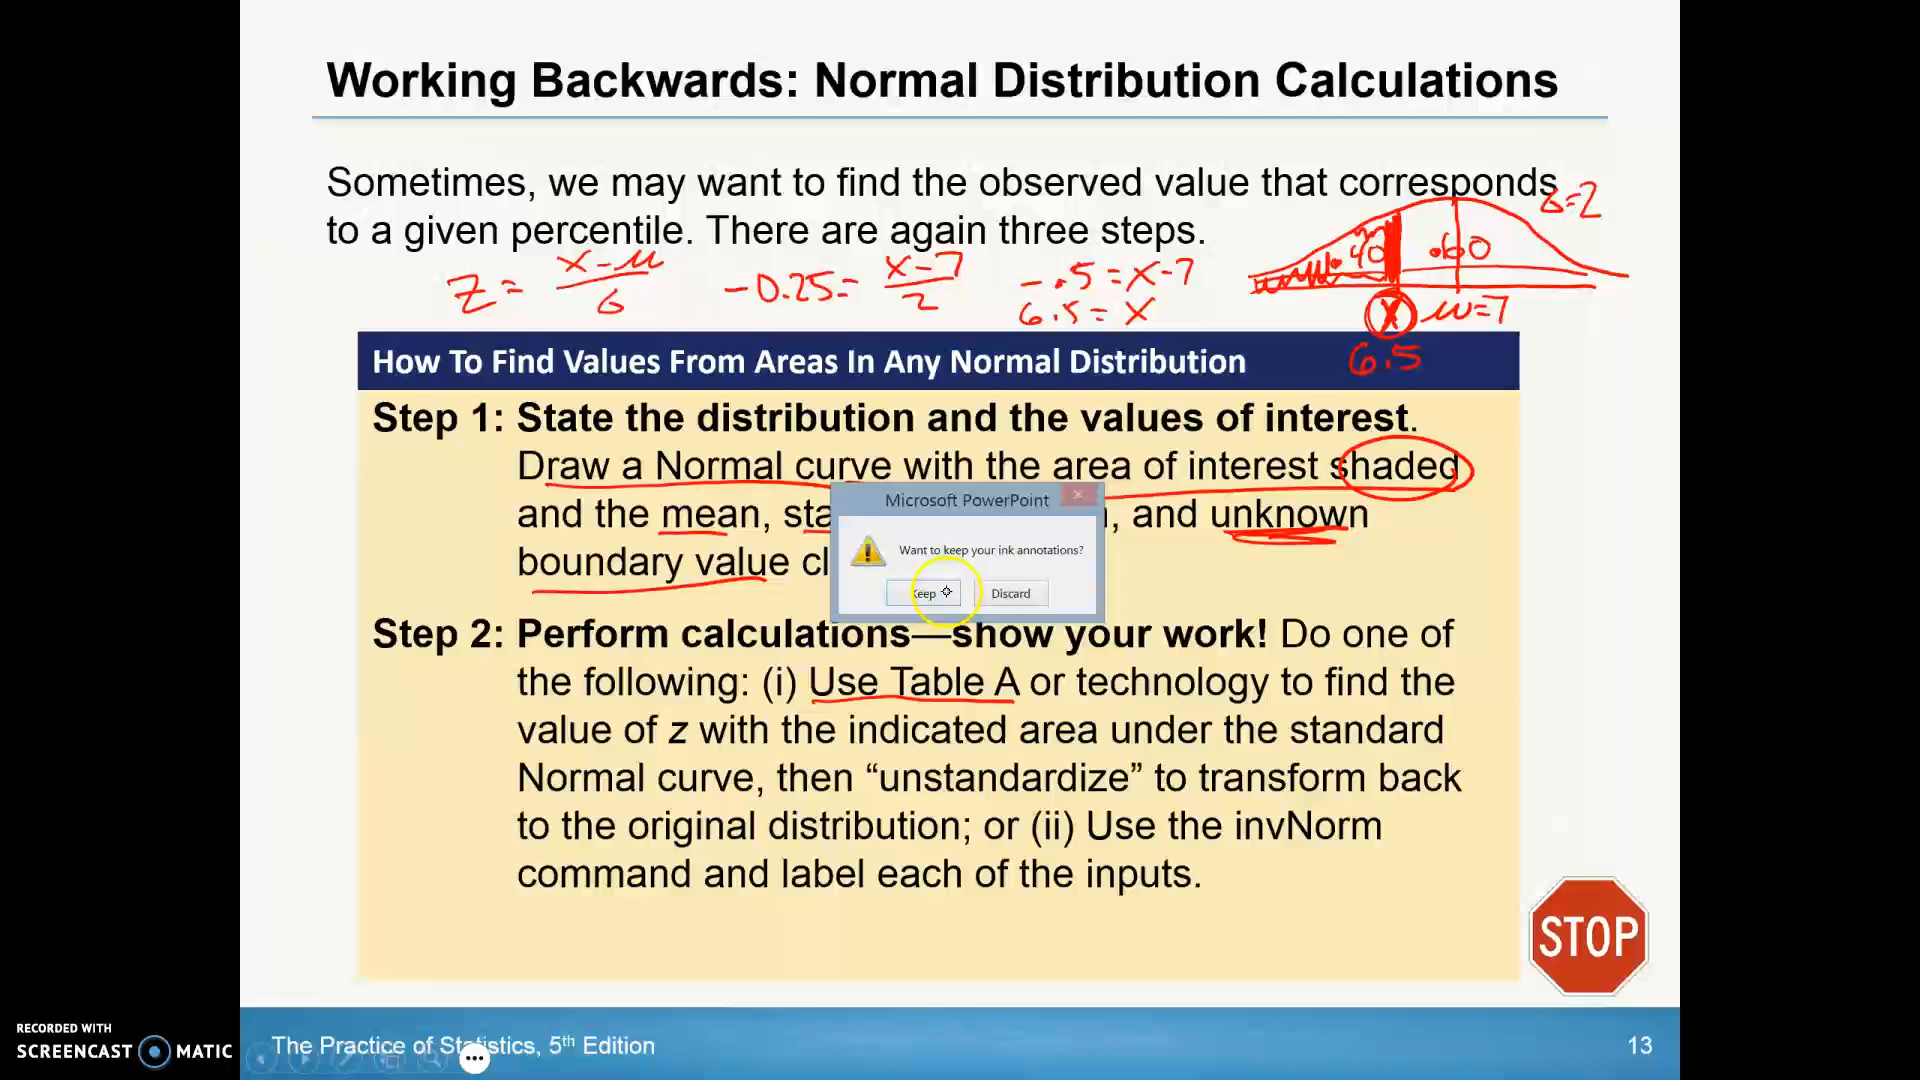 Working Backwards: Normal Distribution Calculations
Sometimes, we may want to find the observed value that corresponds
to a given percentile. There are again three steps.
σ=2
.40 .60
z = x-μ/σ -0.25= x-7/2 -.5=x-7
6.5=x
x μ=7
6.5
How To Find Values From Areas In Any Normal Distribution
Step 1: State the distribution and the values of interest.
Draw a Normal curve with the area of interest shaded
and the mean, sta , and unknown
boundary value cl
Microsoft PowerPoint
Want to keep your ink annotations?
Keep Discard
Step 2: Perform calculations—show your work! Do one of
the following: (i) Use Table A or technology to find the
value of z with the indicated area under the standard
Normal curve, then “unstandardize” to transform back
to the original distribution; or (ii) Use the invNorm
command and label each of the inputs.
STOP
RECORDED WITH
SCREENCAST MATIC
The Practice of Statistics, 5th Edition
13